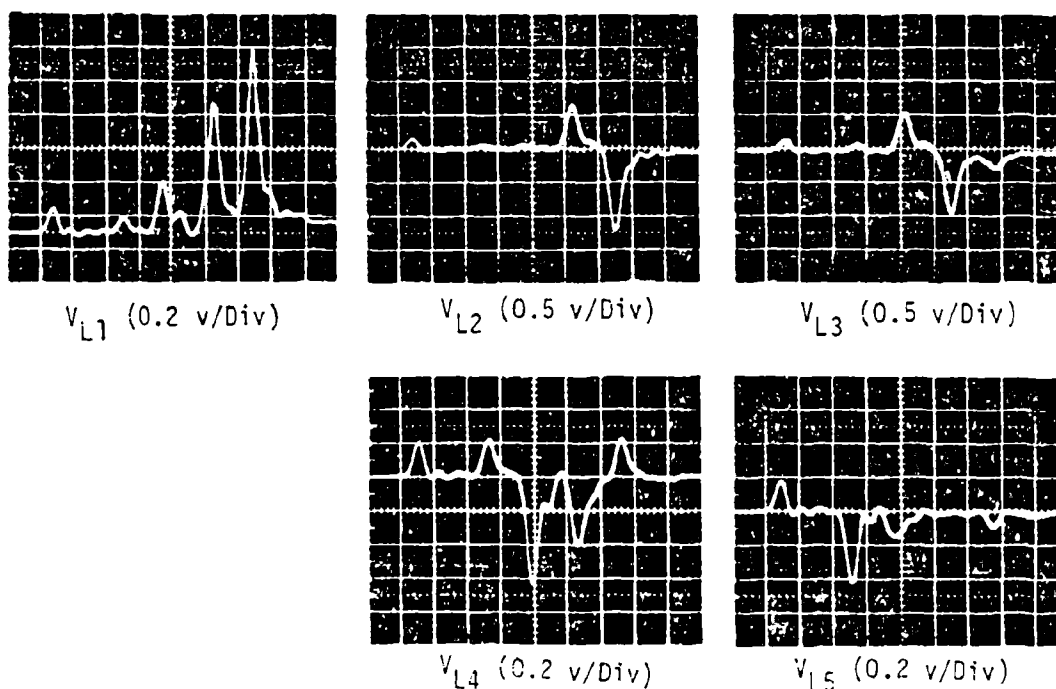 V_L1 (0.2 v/Div)
V_L2 (0.5 v/Div)
V_L3 (0.5 v/Div)
V_L4 (0.2 v/Div)
V_L5 (0.2 v/Div)